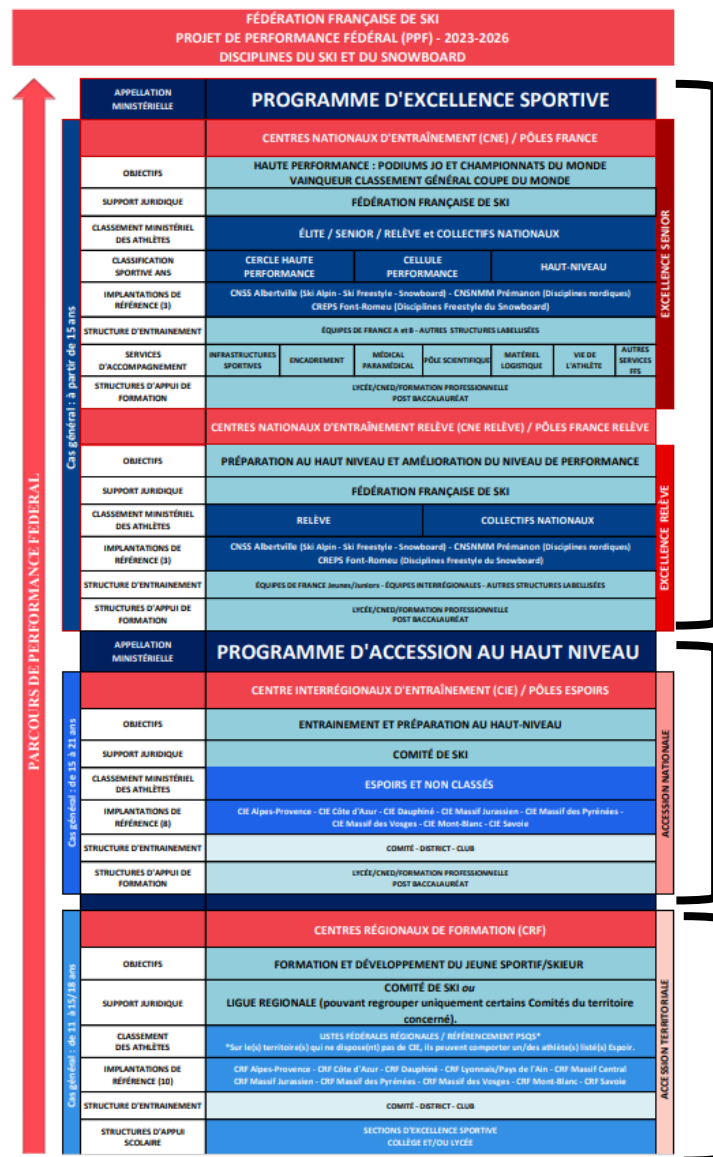 FÉDÉRATION FRANÇAISE DE SKI
PROJET DE PERFORMANCE FÉDÉRAL (PPF) - 2023-2026
DISCIPLINES DU SKI ET DU SNOWBOARD
PARCOURS DE PERFORMANCE FEDERAL
APPELLATION
MINISTÉRIELLE
PROGRAMME D'EXCELLENCE SPORTIVE
Cas général : à partir de 15 ans
EXCELLENCE SENIOR
CENTRES NATIONAUX D'ENTRAÎNEMENT (CNE) / PÔLES FRANCE
OBJECTIFS
HAUTE PERFORMANCE : PODIUMS JO ET CHAMPIONNATS DU MONDE
VAINQUEUR CLASSEMENT GÉNÉRAL COUPE DU MONDE
SUPPORT JURIDIQUE
FÉDÉRATION FRANÇAISE DE SKI
CLASSEMENT MINISTÉRIEL
DES ATHLÈTES
ÉLITE / SENIOR / RELÈVE et COLLECTIFS NATIONAUX
CLASSIFICATION
SPORTIVE ANS
CERCLE HAUTE
PERFORMANCE
CELLULE
PERFORMANCE
HAUT-NIVEAU
IMPLANTATIONS DE
RÉFÉRENCE (3)
CNSS Albertville (Ski Alpin - Ski Freestyle - Snowboard) - CNSNMM Prémanon (Disciplines nordiques)
CREPS Font-Romeu (Disciplines Freestyle du Snowboard)
STRUCTURE D'ENTRAINEMENT
ÉQUIPES DE FRANCE A et B - AUTRES STRUCTURES LABELLISÉES
SERVICES
D'ACCOMPAGNEMENT
INFRASTRUCTURES
SPORTIVES
ENCADREMENT
MÉDICAL
PARAMÉDICAL
PÔLE SCIENTIFIQUE
MATÉRIEL
LOGISTIQUE
VIE DE
L'ATHLÈTE
AUTRES
SERVICES
FFS
STRUCTURES D'APPUI DE
FORMATION
LYCÉE/CNED/FORMATION PROFESSIONNELLE
POST BACCALAURÉAT
CENTRES NATIONAUX D'ENTRAÎNEMENT RELÈVE (CNE RELÈVE) / PÔLES FRANCE RELÈVE
EXCELLENCE RELÈVE
OBJECTIFS
PRÉPARATION AU HAUT NIVEAU ET AMÉLIORATION DU NIVEAU DE PERFORMANCE
SUPPORT JURIDIQUE
FÉDÉRATION FRANÇAISE DE SKI
CLASSEMENT MINISTÉRIEL
DES ATHLÈTES
RELÈVE
COLLECTIFS NATIONAUX
IMPLANTATIONS DE
RÉFÉRENCE (3)
CNSS Albertville (Ski Alpin - Ski Freestyle - Snowboard) - CNSNMM Prémanon (Disciplines nordiques)
CREPS Font-Romeu (Disciplines Freestyle du Snowboard)
STRUCTURE D'ENTRAINEMENT
ÉQUIPES DE FRANCE Jeunes/Juniors - ÉQUIPES INTERRÉGIONALES - AUTRES STRUCTURES LABELLISÉES
STRUCTURES D'APPUI DE
FORMATION
LYCÉE/CNED/FORMATION PROFESSIONNELLE
POST BACCALAURÉAT
APPELLATION
MINISTÉRIELLE
PROGRAMME D'ACCESSION AU HAUT NIVEAU
Cas général : de 15 à 21 ans
ACCESSION NATIONALE
CENTRE INTERRÉGIONAUX D'ENTRAÎNEMENT (CIE) / PÔLES ESPOIRS
OBJECTIFS
ENTRAINEMENT ET PRÉPARATION AU HAUT-NIVEAU
SUPPORT JURIDIQUE
COMITÉ DE SKI
CLASSEMENT MINISTÉRIEL
DES ATHLÈTES
ESPOIRS ET NON CLASSÉS
IMPLANTATIONS DE
RÉFÉRENCE (8)
CIE Alpes-Provence - CIE Côte d'Azur - CIE Dauphiné - CIE Massif Jurassien - CIE Massif des Pyrénées -
CIE Massif des Vosges - CIE Mont-Blanc - CIE Savoie
STRUCTURE D'ENTRAINEMENT
COMITÉ - DISTRICT - CLUB
STRUCTURES D'APPUI DE
FORMATION
LYCÉE/CNED/FORMATION PROFESSIONNELLE
POST BACCALAURÉAT
Cas général : de 11 à15/18 ans
ACCESSION TERRITORIALE
CENTRES RÉGIONAUX DE FORMATION (CRF)
OBJECTIFS
FORMATION ET DÉVELOPPEMENT DU JEUNE SPORTIF/SKIEUR
SUPPORT JURIDIQUE
COMITÉ DE SKI ou
LIGUE REGIONALE (pouvant regrouper uniquement certains Comités du territoire
concerné).
CLASSEMENT
DES ATHLÈTES
LISTES FÉDÉRALES RÉGIONALES / RÉFÉRENCEMENT PSQS*
*Sur le(s) territoire(s) qui ne dispose(nt) pas de CIE, ils peuvent comporter un/des athlète(s) listé(s) Espoir.
IMPLANTATIONS DE
RÉFÉRENCE (10)
CRF Alpes-Provence - CRF Côte d'Azur - CRF Dauphiné - CRF Lyonnais/Pays de l'Ain - CRF Massif Central
CRF Massif Jurassien - CRF Massif des Pyrénées - CRF Massif des Vosges - CRF Mont-Blanc - CRF Savoie
STRUCTURE D'ENTRAINEMENT
COMITÉ - DISTRICT - CLUB
STRUCTURES D'APPUI
SCOLAIRE
SECTIONS D'EXCELLENCE SPORTIVE
COLLÈGE ET/OU LYCÉE